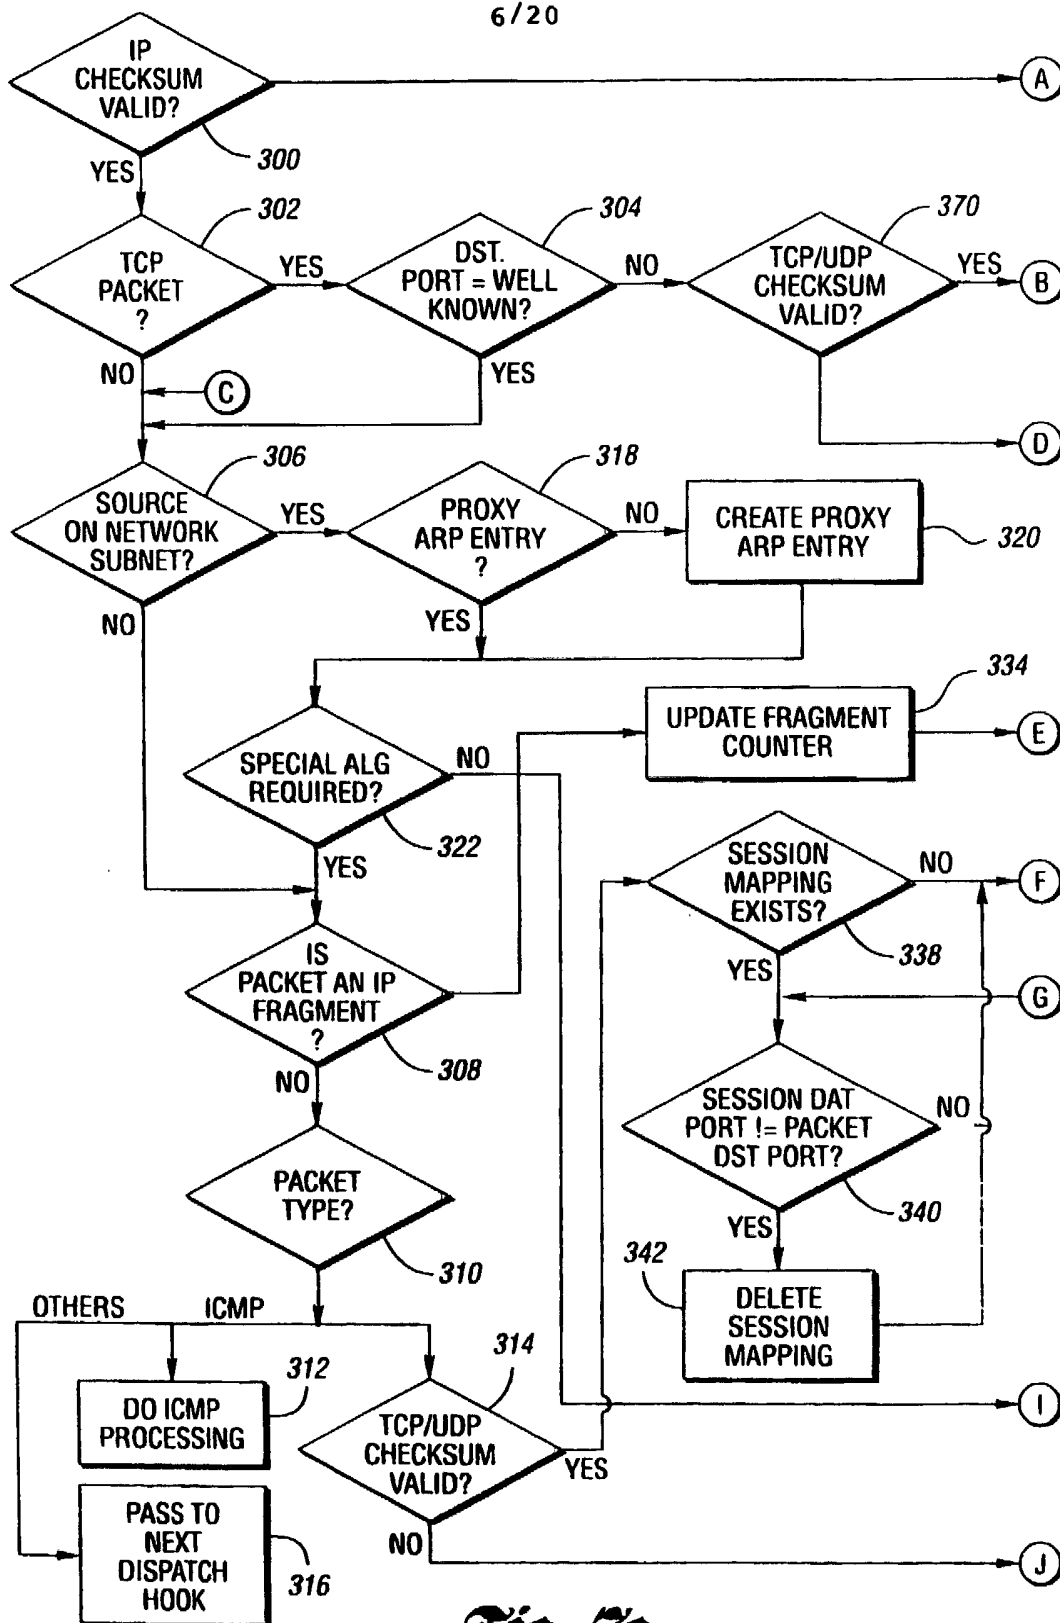 6/20
IP
CHECKSUM
VALID?
A
300
YES
302
304
370
TCP
PACKET
?
YES
DST.
PORT = WELL
KNOWN?
NO
TCP/UDP
CHECKSUM
VALID?
YES
B
NO
C
YES
D
306
318
SOURCE
ON NETWORK
SUBNET?
YES
PROXY
ARP ENTRY
?
NO
CREATE PROXY
ARP ENTRY
320
NO
YES
334
UPDATE FRAGMENT
COUNTER
E
SPECIAL ALG
REQUIRED?
NO
322
YES
SESSION
MAPPING
EXISTS?
NO
F
338
YES
G
IS
PACKET AN IP
FRAGMENT
?
308
NO
SESSION DAT
PORT != PACKET
DST PORT?
NO
340
YES
PACKET
TYPE?
310
342
DELETE
SESSION
MAPPING
OTHERS
ICMP
312
314
DO ICMP
PROCESSING
I
TCP/UDP
CHECKSUM
VALID?
YES
NO
J
PASS TO
NEXT
DISPATCH
HOOK
316